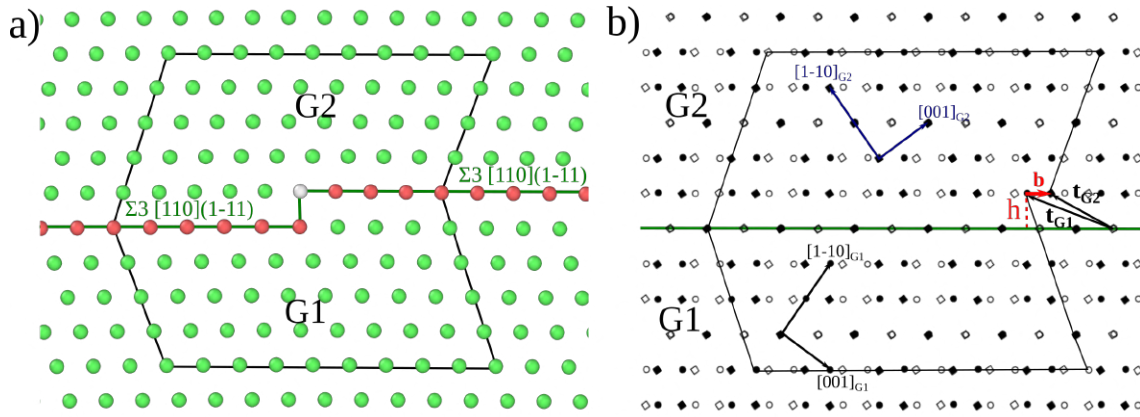 a)
G2
Σ3 [110](1-11)
Σ3 [110](1-11)
G1
b)
G2
[1-10]G2
[001]G2
b
tG2
h
tG1
[1-10]G1
G1
[001]G1